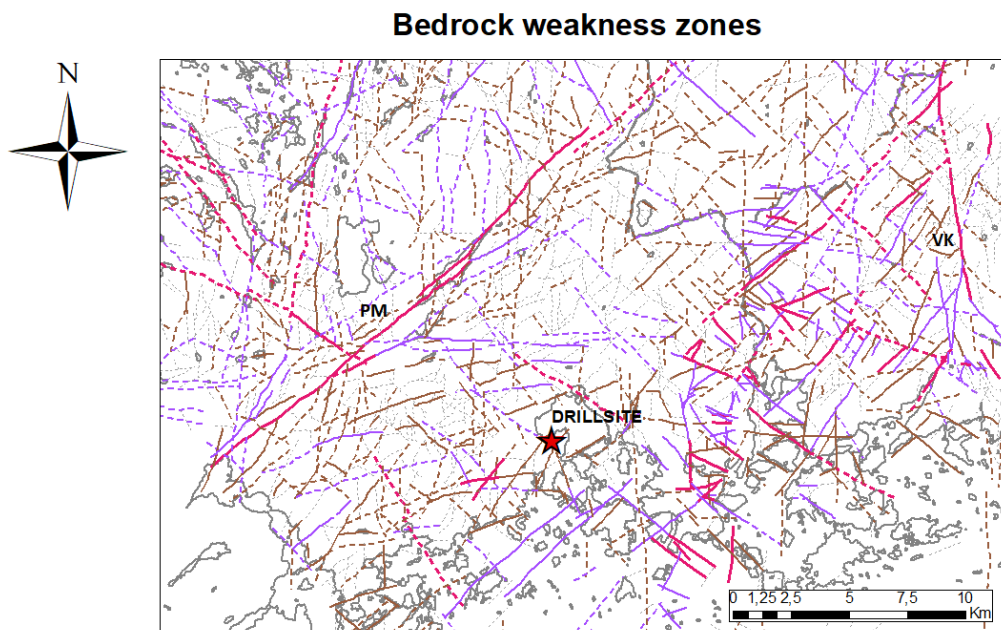 Bedrock weakness zones
N
VK
PM
DRILLSITE
0 1,25 2,5 5 7,5 10
Km